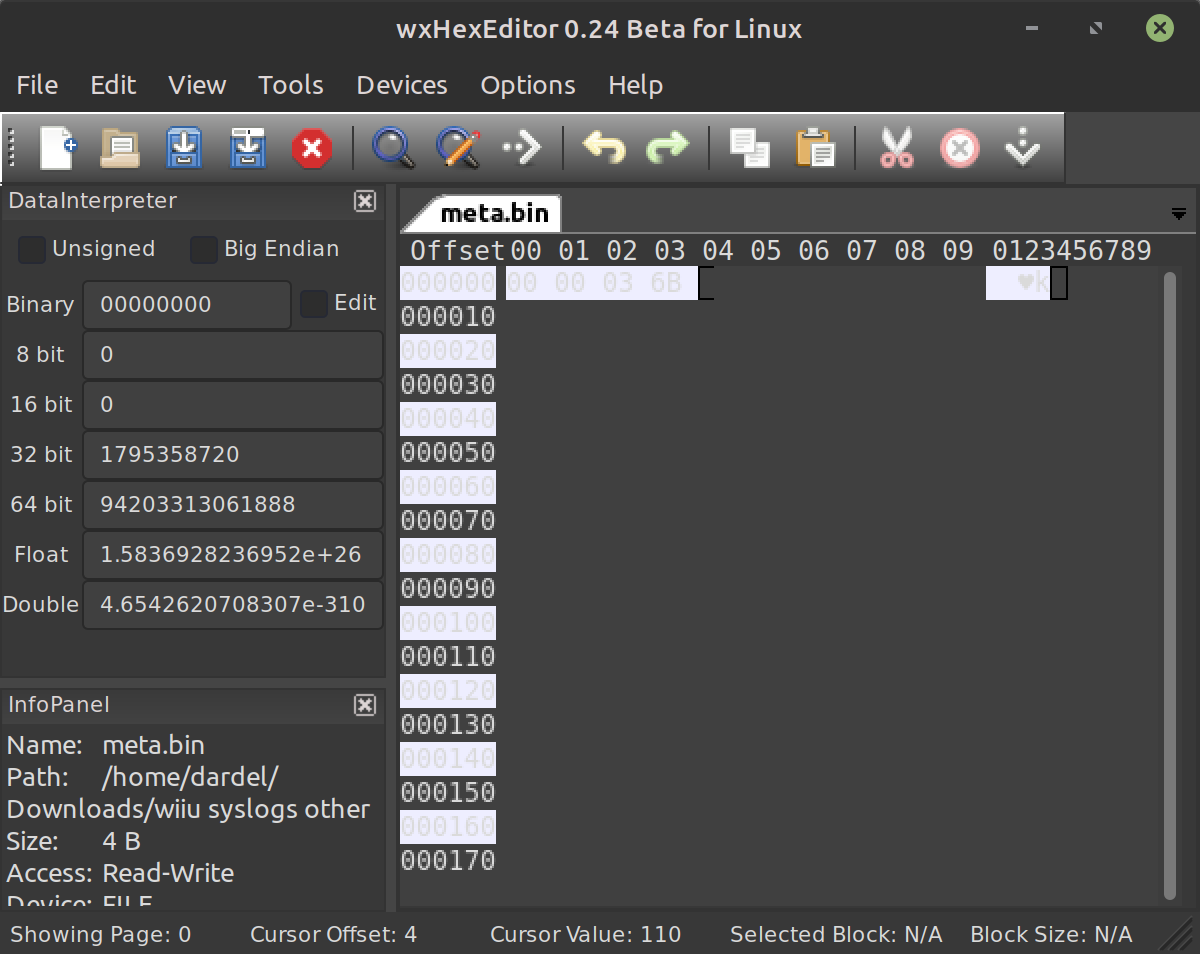 wxHexEditor 0.24 Beta for Linux
File Edit View Tools Devices Options Help
DataInterpreter
Unsigned Big Endian
Binary 00000000 Edit
8 bit 0
16 bit 0
32 bit 1795358720
64 bit 94203313061888
Float 1.5836928236952e+26
Double 4.6542620708307e-310
InfoPanel
Name: meta.bin
Path: /home/dardel/
Downloads/wiiu syslogs other
Size: 4 B
Access: Read-Write
Device: FILE
meta.bin
Offset 00 01 02 03 04 05 06 07 08 09 0123456789
000000 00 00 03 6B ♥k
000010
000020
000030
000040
000050
000060
000070
000080
000090
000100
000110
000120
000130
000140
000150
000160
000170
Showing Page: 0 Cursor Offset: 4 Cursor Value: 110 Selected Block: N/A Block Size: N/A